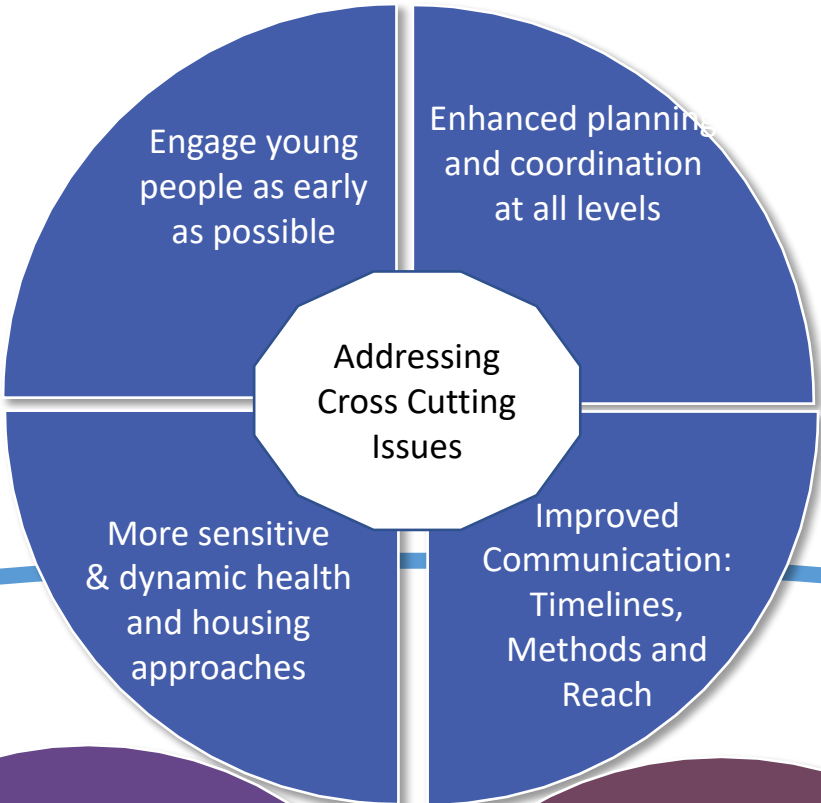 Engage young
people as early
as possible
Enhanced planning
and coordination
at all levels
Addressing
Cross Cutting
Issues
More sensitive
& dynamic health
and housing
approaches
Improved
Communication:
Timelines,
Methods and
Reach